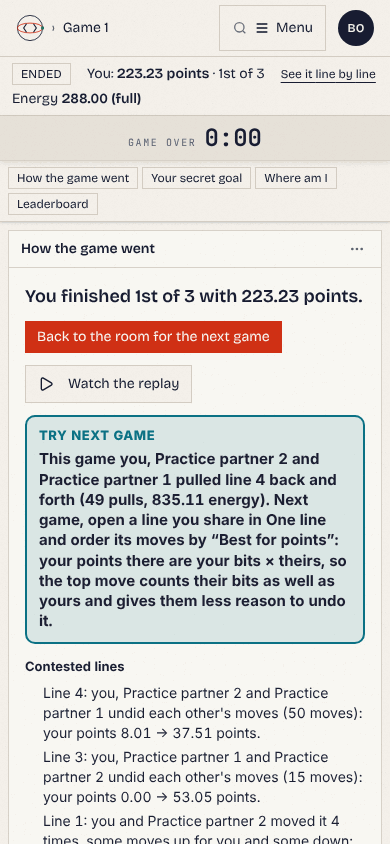 › Game 1
Menu
BO
ENDED
You: 223.23 points · 1st of 3
See it line by line
Energy 288.00 (full)
GAME OVER 0:00
How the game went
Your secret goal
Where am I
Leaderboard
How the game went
You finished 1st of 3 with 223.23 points.
Back to the room for the next game
Watch the replay
TRY NEXT GAME
This game you, Practice partner 2 and
Practice partner 1 pulled line 4 back and
forth (49 pulls, 835.11 energy). Next
game, open a line you share in One line
and order its moves by “Best for points”:
your points there are your bits × theirs, so
the top move counts their bits as well as
yours and gives them less reason to undo
it.
Contested lines
Line 4: you, Practice partner 2 and Practice
partner 1 undid each other's moves (50 moves):
your points 8.01 → 37.51 points.
Line 3: you, Practice partner 1 and Practice
partner 2 undid each other's moves (15 moves):
your points 0.00 → 53.05 points.
Line 1: you and Practice partner 2 moved it 4
times, some moves up for you and some down: